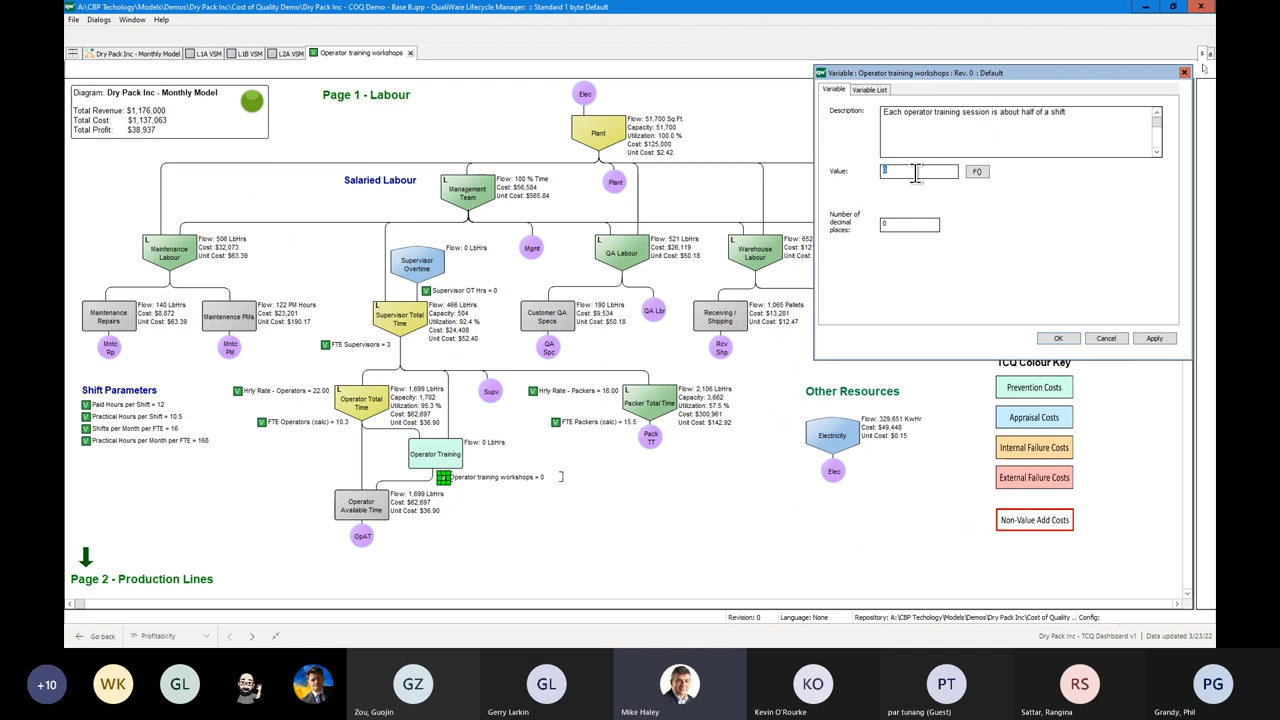 A:\CBP Techology\Models\Demos\Dry Pack Inc\Cost of Quality Demo\Dry Pack Inc - COQ Demo - Base B.qrp - QualiWare Lifecycle Manager: :: Standard 1 byte Default
File Dialogs Window Help
Dry Pack Inc - Monthly Model L1A VSM L1B VSM L2A VSM Operator training workshops
Diagram: Dry Pack Inc - Monthly Model
Total Revenue: $1,176,000
Total Cost: $1,137,063
Total Profit: $38,937
Page 1 - Labour
Elec
Plant
Flow: 51,700 Sq.Ft.
Capacity: 51,700
Utilization: 100.0 %
Cost: $125,000
Unit Cost: $2.42
Plant
Salaried Labour
L
Management
Team
Flow: 100 % Time
Cost: $56,584
Unit Cost: $565.84
Mgmt
L
Maintenance
Labour
Flow: 506 LbHrs
Cost: $32,073
Unit Cost: $63.39
Supervisor
Overtime
Flow: 0 LbHrs
Supervisor OT Hrs = 0
L
QA Labour
Flow: 521 LbHrs
Cost: $26,119
Unit Cost: $50.18
L
Warehouse
Labour
Maintenance
Repairs
Flow: 140 LbHrs
Cost: $8,872
Unit Cost: $63.39
Mntc
Rp
Maintenence PMs
Flow: 122 PM Hours
Cost: $23,201
Unit Cost: $190.17
Mntc
PM
L
Supervisor Total
Time
Flow: 466 LbHrs
Capacity: 504
Utilization: 92.4 %
Cost: $24,408
Unit Cost: $52.40
FTE Supervisors = 3
Customer QA
Specs
Flow: 190 LbHrs
Cost: $9,534
Unit Cost: $50.18
QA
Spc
QA Lbr
Receiving /
Shipping
Flow: 1,065 Pallets
Cost: $13,281
Unit Cost: $12.47
Rcv
Shp
Shift Parameters
Paid Hours per Shift = 12
Practical Hours per Shift = 10.5
Shifts per Month per FTE = 16
Practical Hours per Month per FTE = 168
Hrly Rate - Operators = 22.00
FTE Operators (calc) = 10.3
L
Operator Total
Time
Flow: 1,699 LbHrs
Capacity: 1,782
Utilization: 95.3 %
Cost: $62,697
Unit Cost: $36.90
Supv
Hrly Rate - Packers = 16.00
FTE Packers (calc) = 15.5
L
Packer Total Time
Flow: 2,106 LbHrs
Capacity: 3,662
Utilization: 57.5 %
Cost: $300,961
Unit Cost: $142.92
Pack
TT
Operator Training
Flow: 0 LbHrs
Operator training workshops = 0
Operator
Available Time
Flow: 1,699 LbHrs
Cost: $62,697
Unit Cost: $36.90
OpAT
Other Resources
Electricity
Flow: 329,651 KwHr
Cost: $49,448
Unit Cost: $0.15
Elec
TCQ Colour Key
Prevention Costs
Appraisal Costs
Internal Failure Costs
External Failure Costs
Non-Value Add Costs
Page 2 - Production Lines
Variable : Operator training workshops : Rev. 0 : Default
Variable Variable List
Description: Each operator training session is about half of a shift
Value: 0 F()
Number of
decimal
places: 0
OK Cancel Apply
Revision: 0 Language: None Repository: A:\CBP Techology\Models\Demos\Dry Pack Inc\Cost of Quality ... Config:
Go back Profitability Dry Pack Inc - TCQ Dashboard v1 Data updated 3/23/22
+10 WK GL GZ GL KO PT RS PG
Zou, Guojin Gerry Larkin Mike Haley Kevin O'Rourke par tunang (Guest) Sattar, Rangina Grandy, Phil